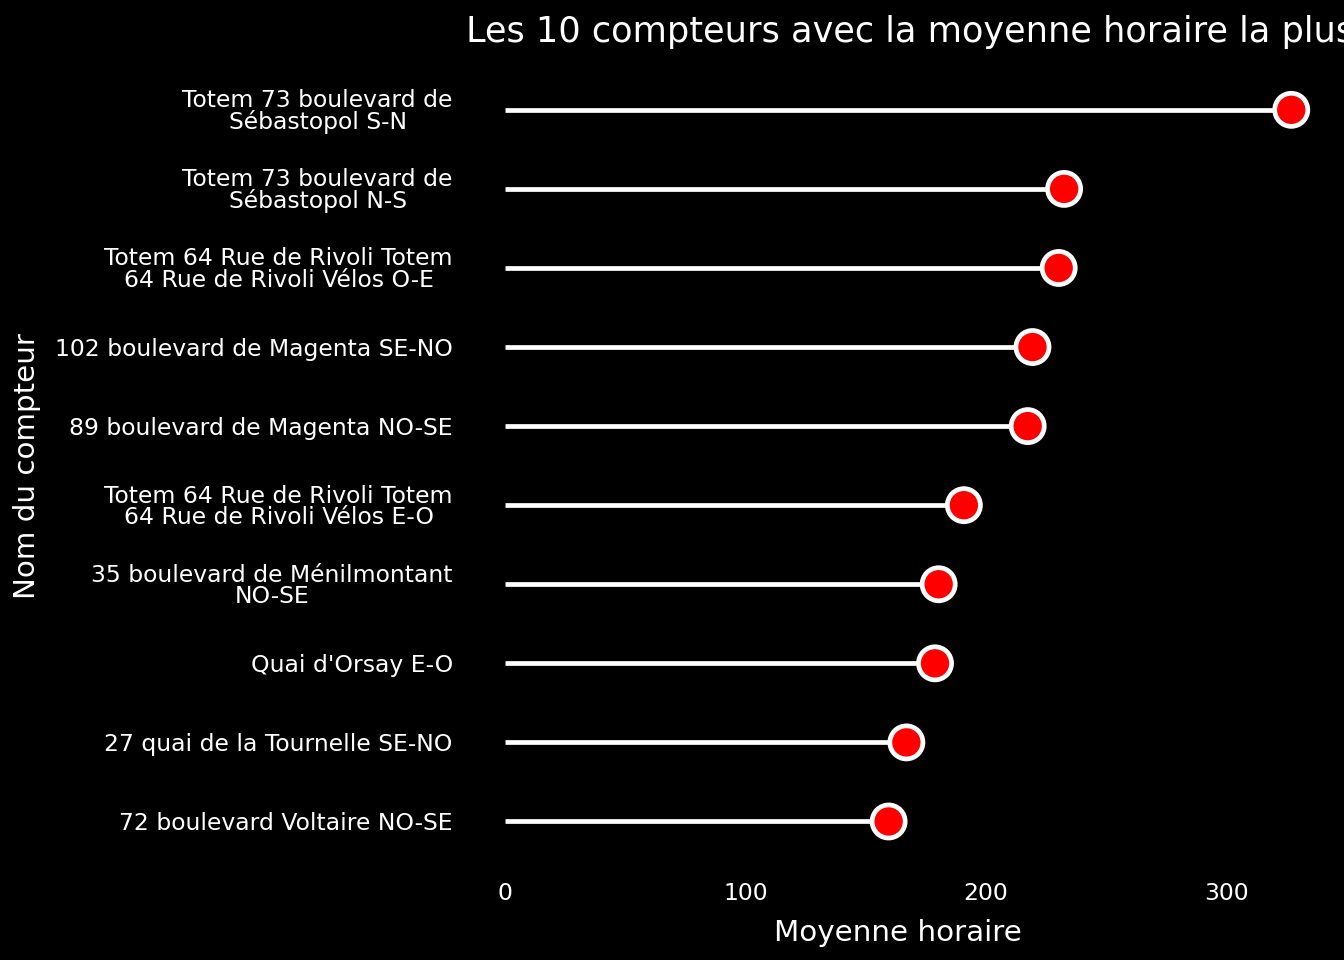 Les 10 compteurs avec la moyenne horaire la plus
Totem 73 boulevard de
Sébastopol S-N
Totem 73 boulevard de
Sébastopol N-S
Totem 64 Rue de Rivoli Totem
64 Rue de Rivoli Vélos O-E
102 boulevard de Magenta SE-NO
89 boulevard de Magenta NO-SE
Totem 64 Rue de Rivoli Totem
64 Rue de Rivoli Vélos E-O
35 boulevard de Ménilmontant
NO-SE
Quai d'Orsay E-O
27 quai de la Tournelle SE-NO
72 boulevard Voltaire NO-SE
Nom du compteur
0 100 200 300
Moyenne horaire